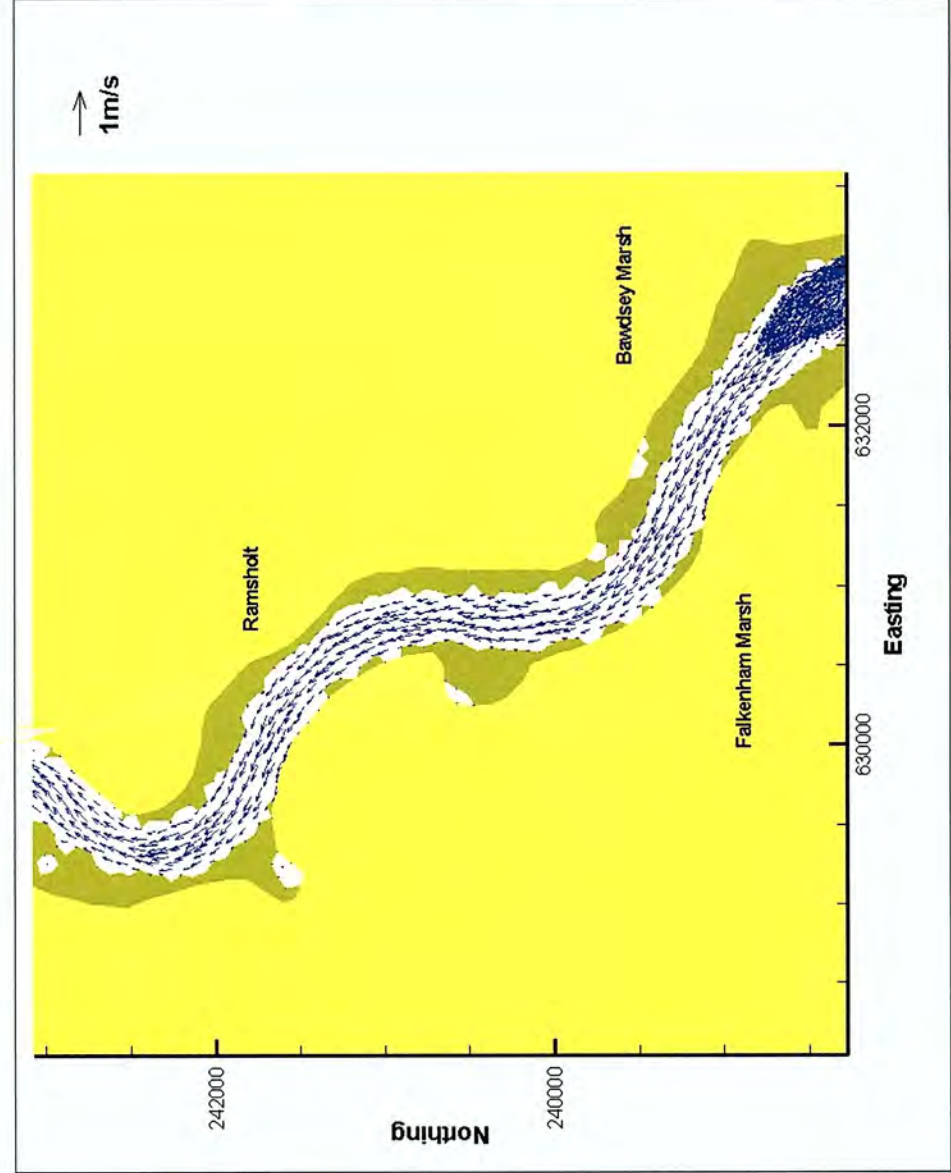 1m/s
Ramsholt
Bawdsey Marsh
Falkenham Marsh
242000
240000
Northing
630000
632000
Easting